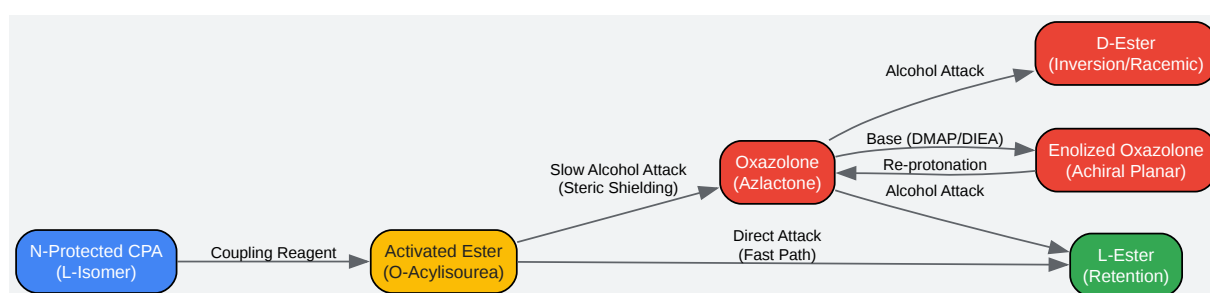 N-Protected CPA
(L-Isomer)
Coupling Reagent
Activated Ester
(O-Acylisourea)
Slow Alcohol Attack
(Steric Shielding)
Direct Attack
(Fast Path)
Oxazolone
(Azlactone)
Alcohol Attack
Base (DMAP/DIEA)
Re-protonation
Alcohol Attack
D-Ester
(Inversion/Racemic)
Enolized Oxazolone
(Achiral Planar)
L-Ester
(Retention)